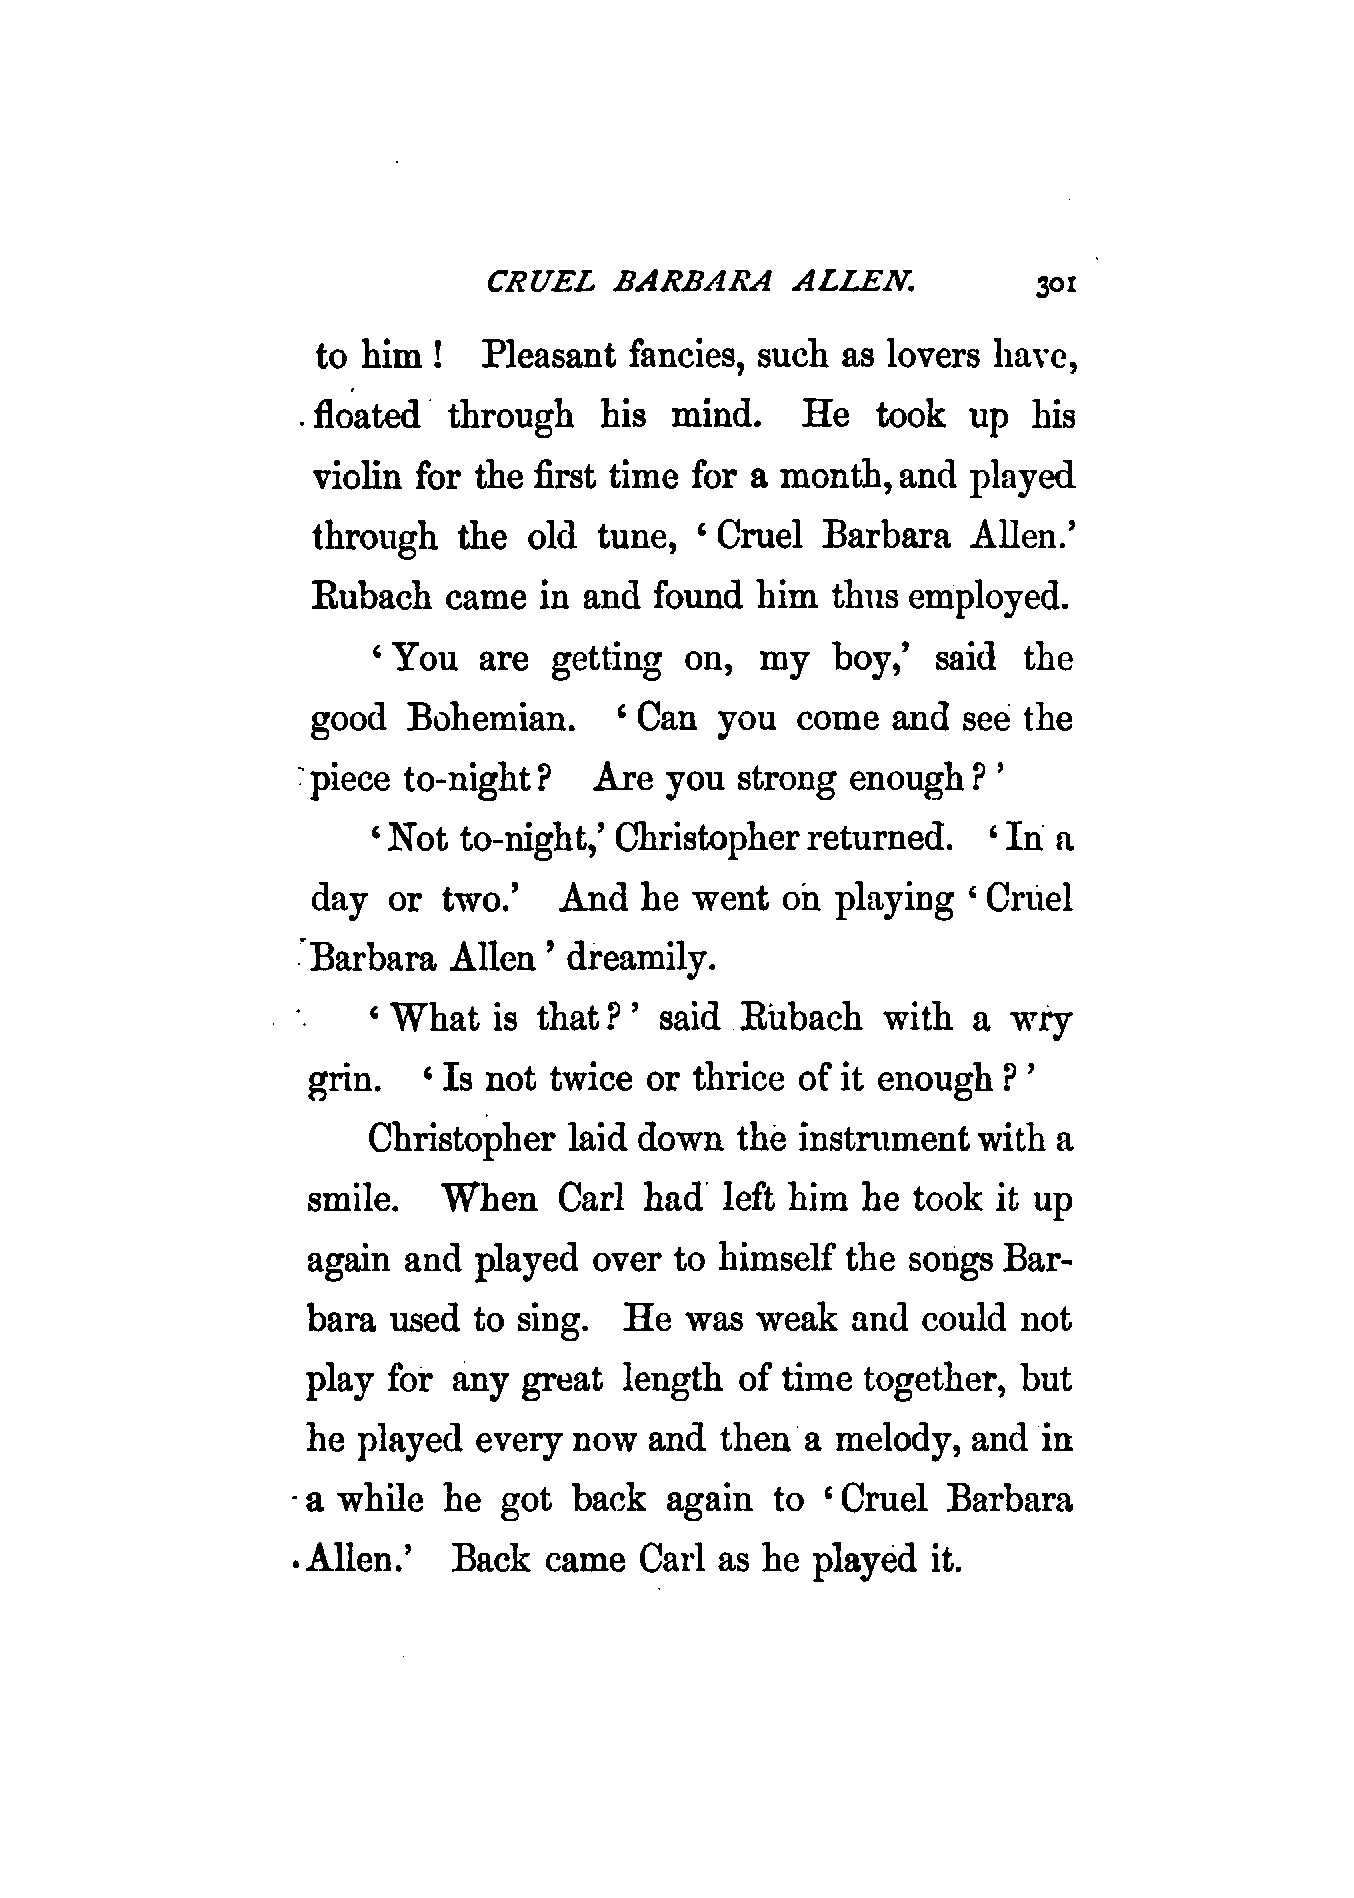 CRUEL BARBARA ALLEN. 301
to him! Pleasant fancies, such as lovers have,
floated through his mind. He took up his
violin for the first time for a month, and played
through the old tune, ‘Cruel Barbara Allen.’
Rubach came in and found him thus employed.
‘You are getting on, my boy,’ said the
good Bohemian. ‘Can you come and see the
piece to-night? Are you strong enough?’
‘Not to-night,’ Christopher returned. ‘In a
day or two.’ And he went on playing ‘Cruel
Barbara Allen’ dreamily.
‘What is that?’ said Rubach with a wry
grin. ‘Is not twice or thrice of it enough?’
Christopher laid down the instrument with a
smile. When Carl had left him he took it up
again and played over to himself the songs Bar-
bara used to sing. He was weak and could not
play for any great length of time together, but
he played every now and then a melody, and in
a while he got back again to ‘Cruel Barbara
Allen.’ Back came Carl as he played it.